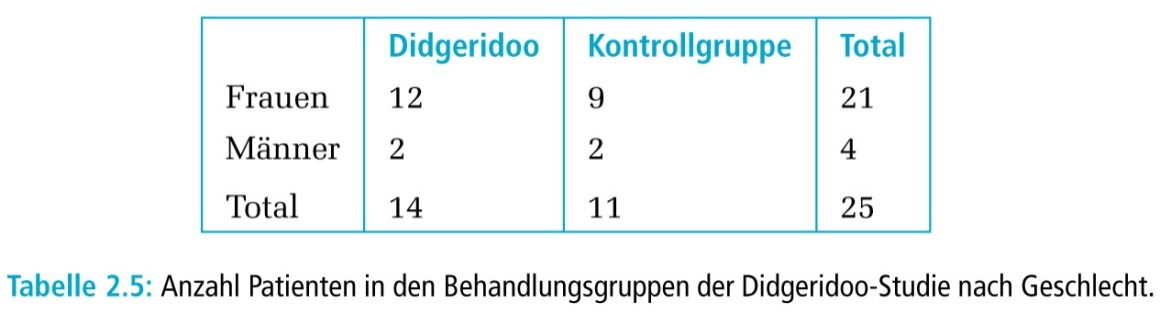 Didgeridoo Kontrollgruppe Total
Frauen 12 9 21
Männer 2 2 4
Total 14 11 25
Tabelle 2.5: Anzahl Patienten in den Behandlungsgruppen der Didgeridoo-Studie nach Geschlecht.